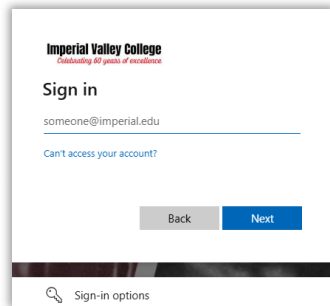 Imperial Valley College
Celebrating 60 years of excellence
Sign in
someone@imperial.edu
Can't access your account?
Back
Next
Sign-in options